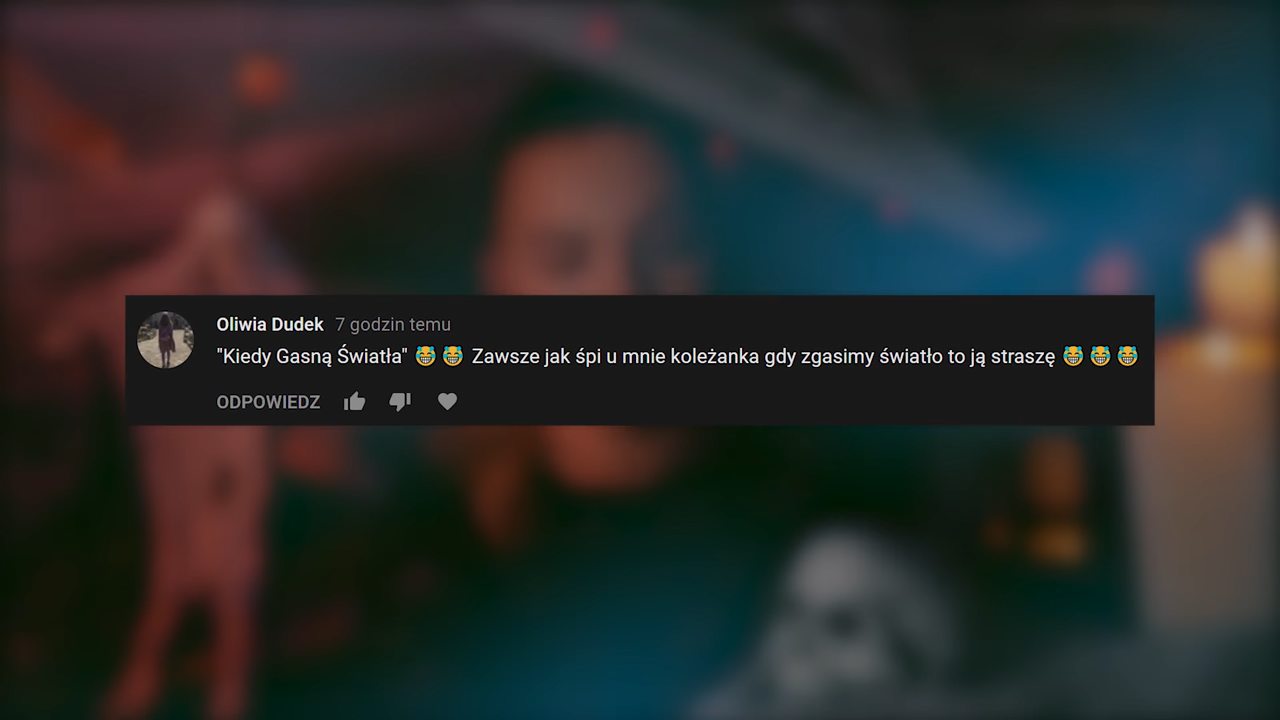 Oliwia Dudek 7 godzin temu
"Kiedy Gasną Światła" 😹 😹 Zawsze jak śpi u mnie koleżanka gdy zgasimy światło to ją straszę 😹 😹 😹
ODPOWIEDZ